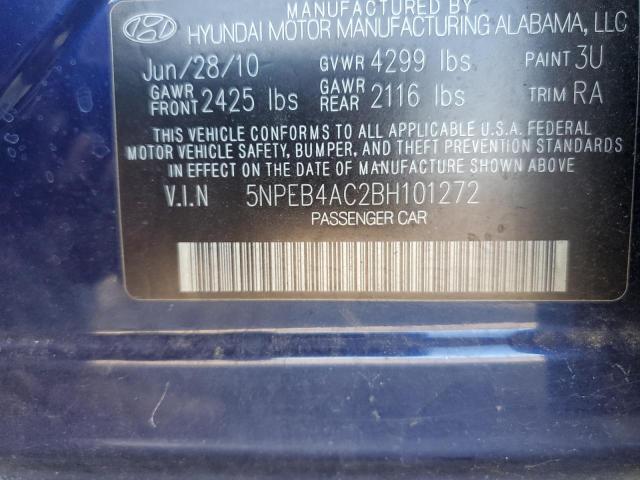 MANUFACTURED BY
HYUNDAI MOTOR MANUFACTURING ALABAMA, LLC
Jun/28/10 GVWR 4299 lbs PAINT 3U
GAWR FRONT 2425 lbs GAWR REAR 2116 lbs TRIM RA
THIS VEHICLE CONFORMS TO ALL APPLICABLE U.S.A. FEDERAL
MOTOR VEHICLE SAFETY, BUMPER, AND THEFT PREVENTION STANDARDS
IN EFFECT ON THE DATE OF MANUFACTURE SHOWN ABOVE
V.I.N 5NPEB4AC2BH101272
PASSENGER CAR